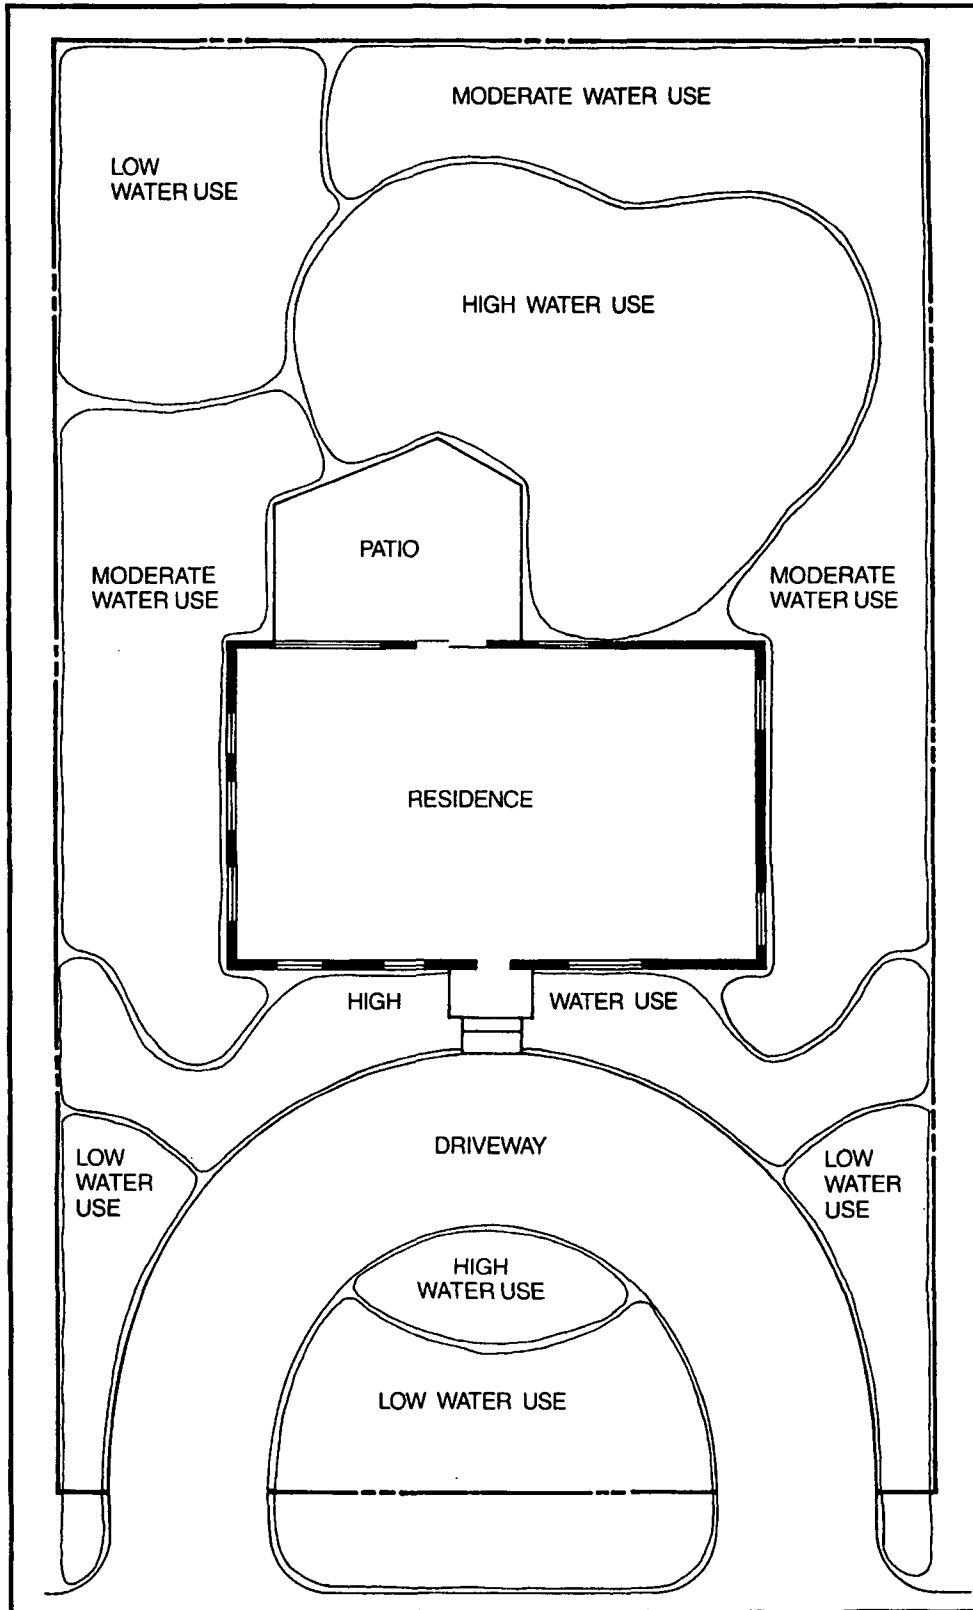 MODERATE WATER USE
LOW
WATER USE
HIGH WATER USE
PATIO
MODERATE
WATER USE
MODERATE
WATER USE
RESIDENCE
HIGH
WATER USE
DRIVEWAY
LOW
WATER
USE
LOW
WATER
USE
HIGH
WATER USE
LOW WATER USE